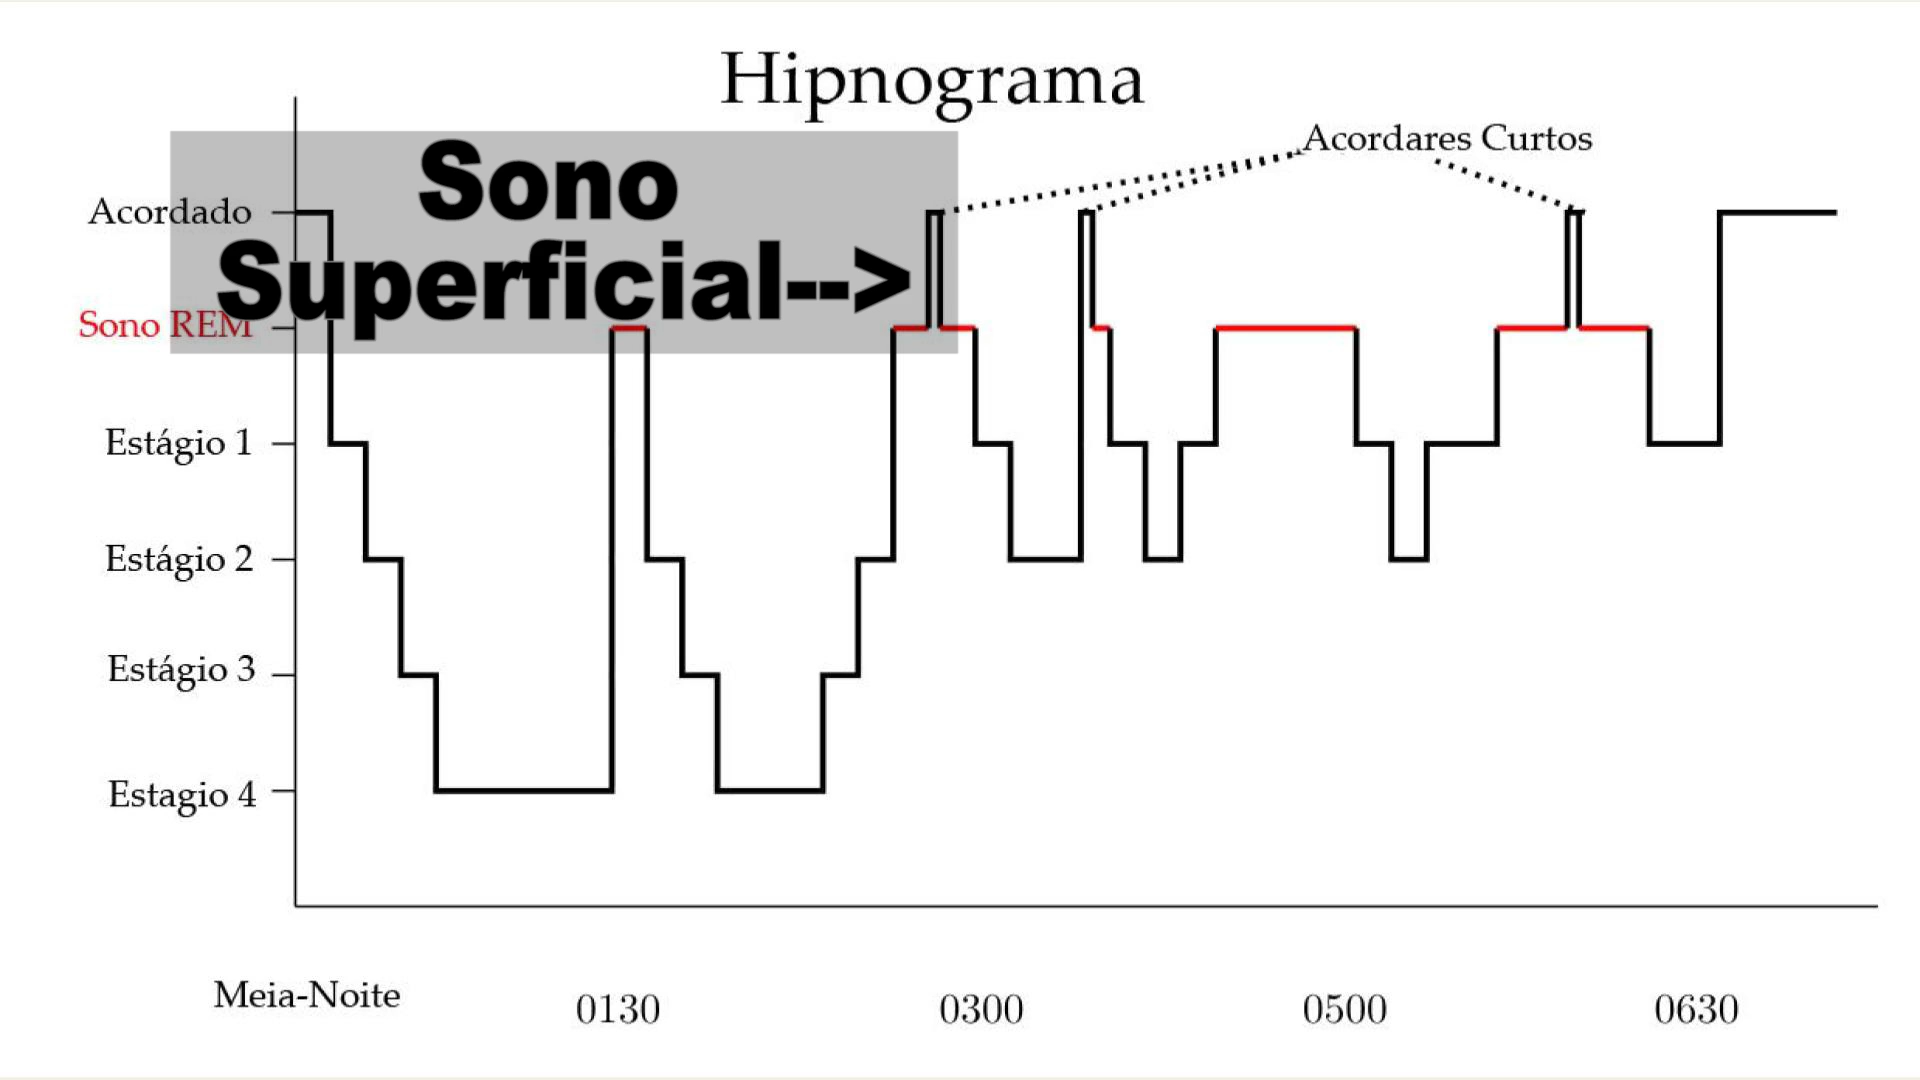 Hipnograma
Acordares Curtos
Sono
Superficial-->
Acordado
Sono REM
Estágio 1
Estágio 2
Estágio 3
Estagio 4
Meia-Noite
0130
0300
0500
0630